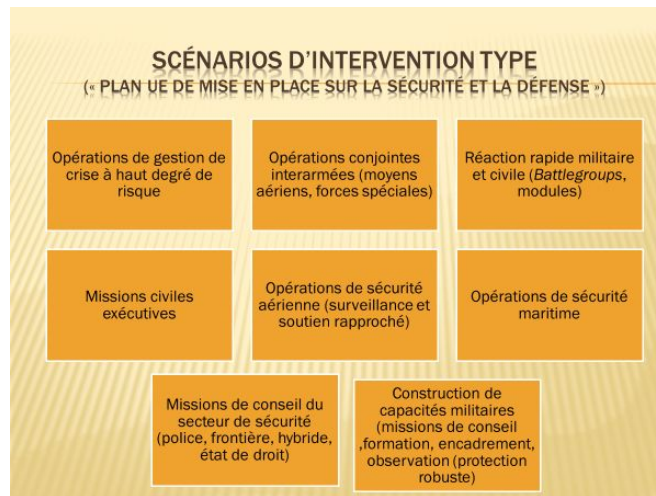 SCÉNARIOS D'INTERVENTION TYPE
(« PLAN UE DE MISE EN PLACE SUR LA SÉCURITÉ ET LA DÉFENSE »)
Opérations de gestion de
crise à haut degré de
risque
Opérations conjointes
interarmées (moyens
aériens, forces spéciales)
Réaction rapide militaire
et civile (Battlegroups,
modules)
Missions civiles
exécutives
Opérations de sécurité
aérienne (surveillance et
soutien rapproché)
Opérations de sécurité
maritime
Missions de conseil du
secteur de sécurité
(police, frontière, hybride,
état de droit)
Construction de
capacités militaires
(missions de conseil
,formation, encadrement,
observation (protection
robuste)